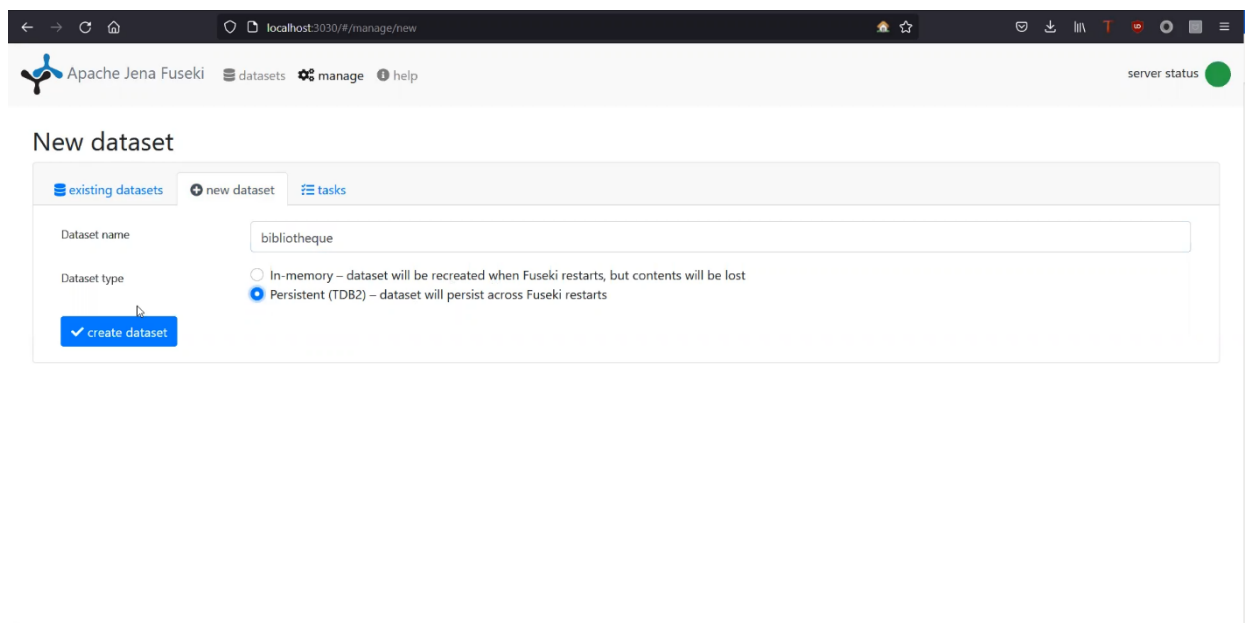 localhost:3030/#/manage/new
Apache Jena Fuseki datasets manage help server status
New dataset
existing datasets new dataset tasks
Dataset name bibliotheque
Dataset type In-memory – dataset will be recreated when Fuseki restarts, but contents will be lost
Persistent (TDB2) – dataset will persist across Fuseki restarts
create dataset